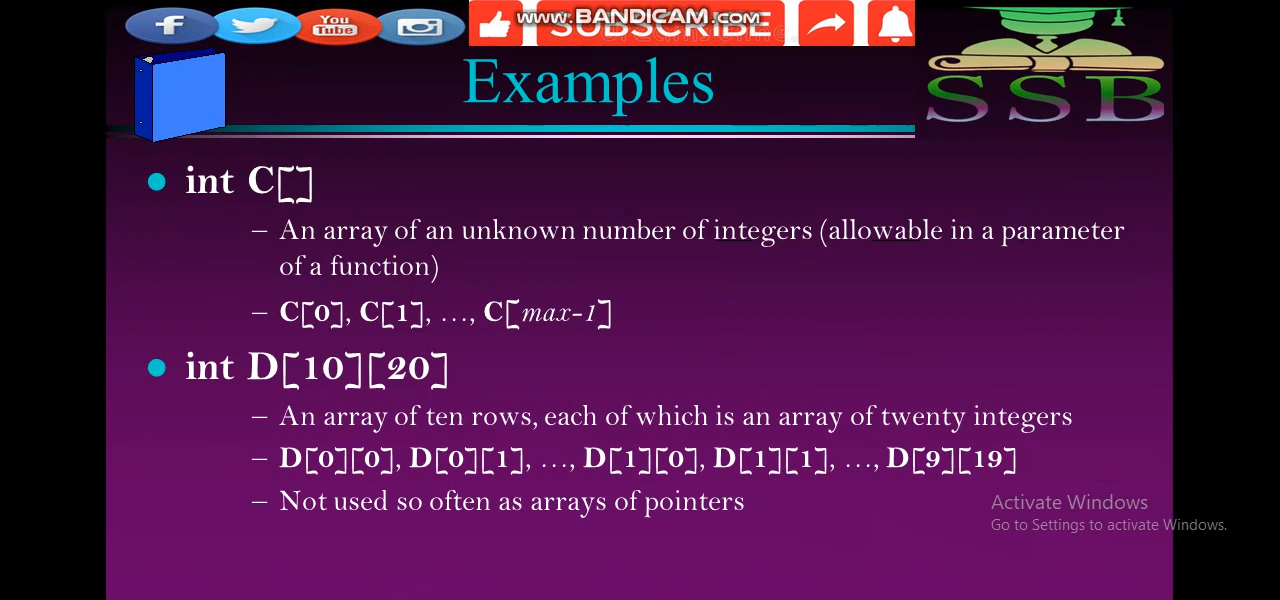 www.BANDICAM.com
You
Tube
SUBSCRIBE
SSB
Examples
int C[]
– An array of an unknown number of integers (allowable in a parameter
of a function)
– C[0], C[1], …, C[max-1]
int D[10][20]
– An array of ten rows, each of which is an array of twenty integers
– D[0][0], D[0][1], …, D[1][0], D[1][1], …, D[9][19]
– Not used so often as arrays of pointers
Activate Windows
Go to Settings to activate Windows.